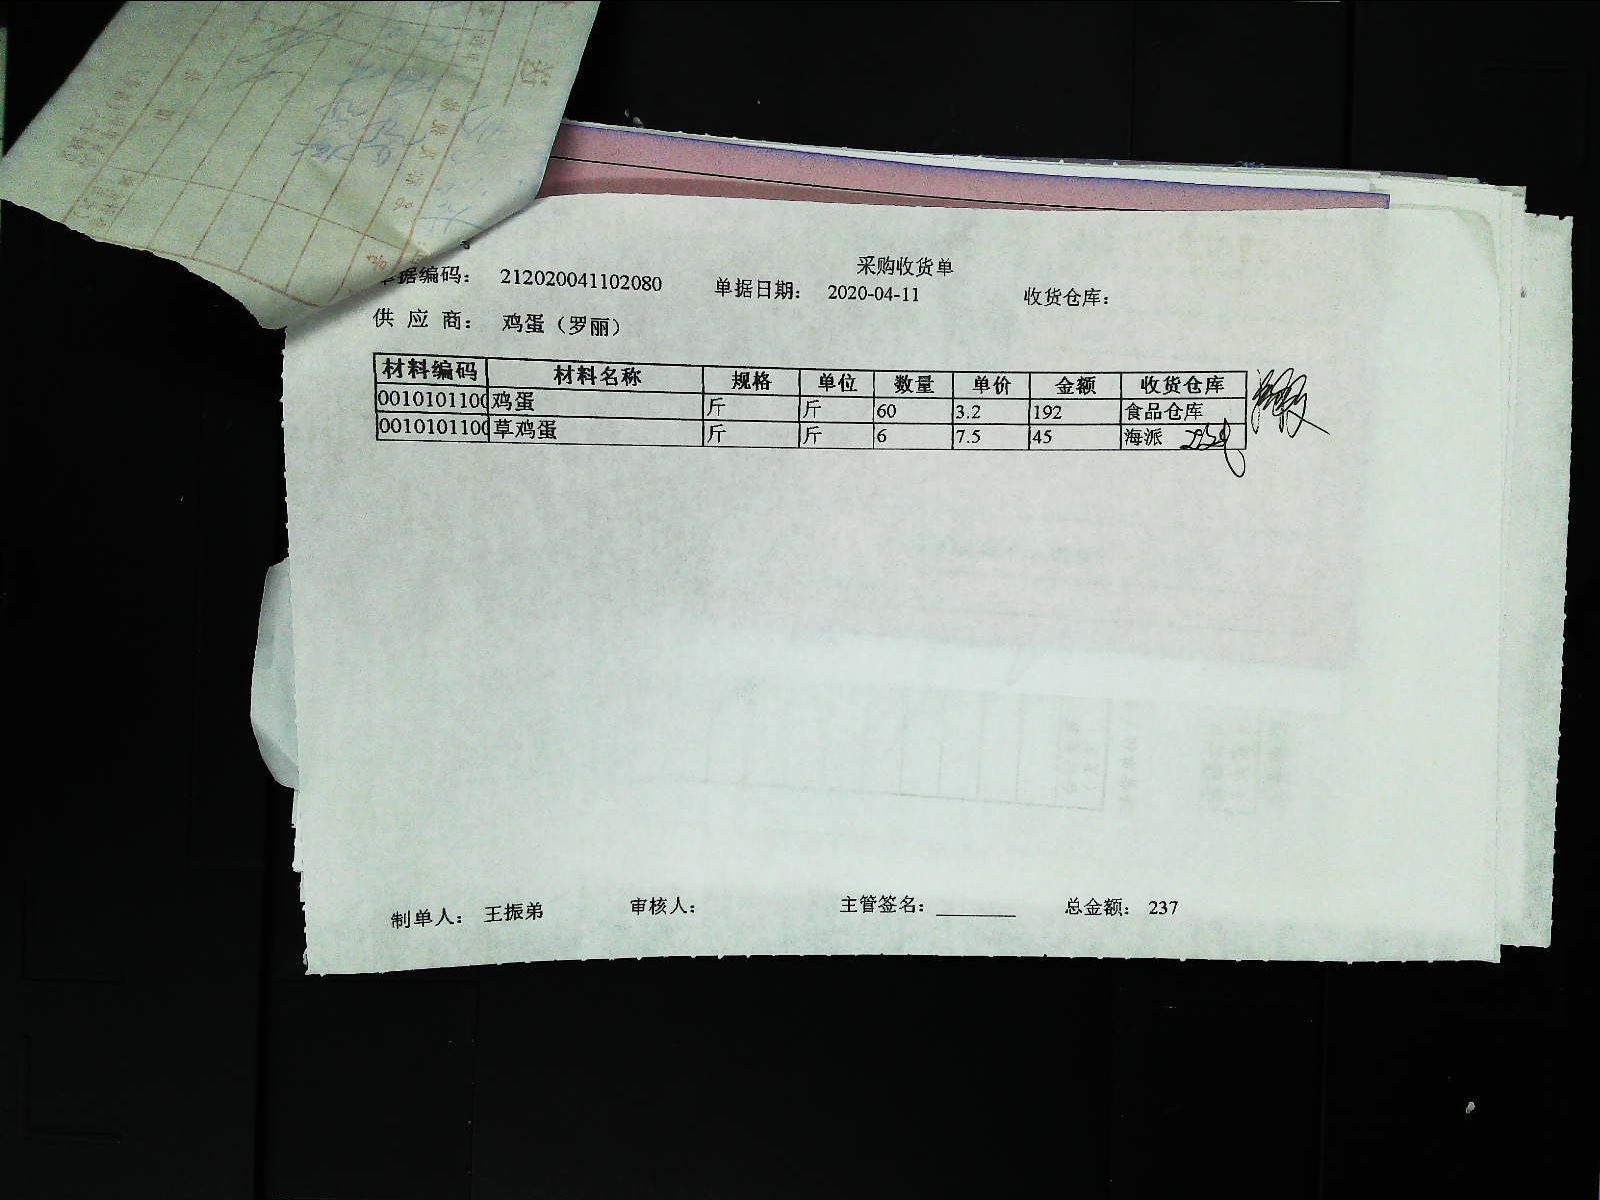 采购收货单
单据编码： 212020041102080 单据日期： 2020-04-11 收货仓库：
供 应 商： 鸡蛋（罗丽）
材料编码 材料名称 规格 单位 数量 单价 金额 收货仓库
0010101100 鸡蛋 斤 斤 60 3.2 192 食品仓库
0010101100 草鸡蛋 斤 斤 6 7.5 45 海派
制单人： 王振弟 审核人： 主管签名： 总金额： 237